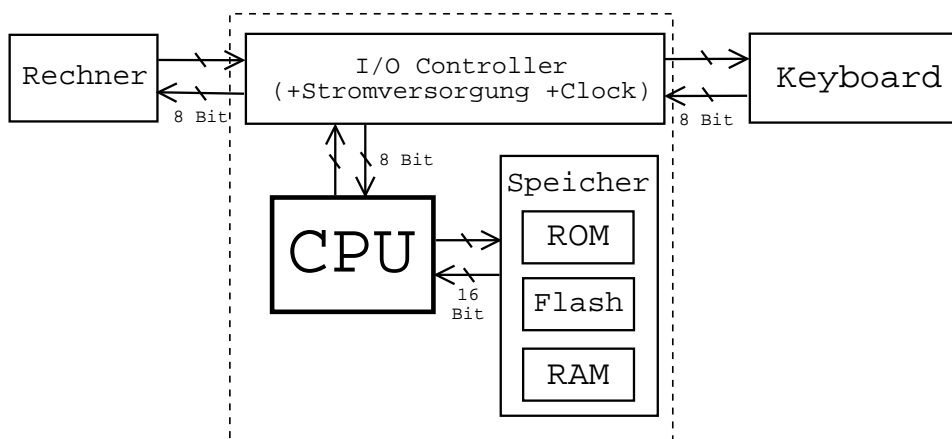 Rechner
8 Bit
I/O Controller
(+Stromversorgung +Clock)
Keyboard
8 Bit
8 Bit
CPU
16
Bit
Speicher
ROM
Flash
RAM